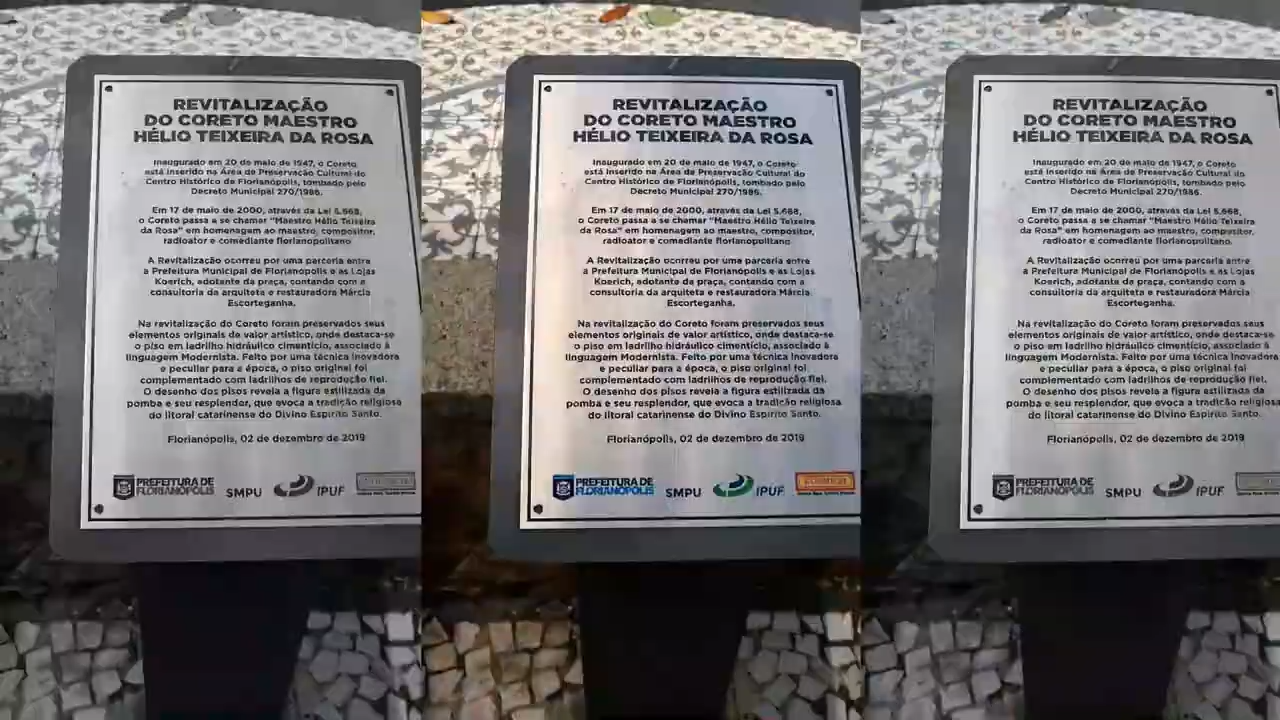 REVITALIZAÇÃO
DO CORETO MAESTRO
HÉLIO TEIXEIRA DA ROSA
Inaugurado em 20 de maio de 1947, o Coreto
está inserido na Área de Preservação Cultural do
Centro Histórico de Florianópolis, tombado pelo
Decreto Municipal 270/1986.
Em 17 de maio de 2000, através da Lei 5.668,
o Coreto passa a se chamar "Maestro Hélio Teixeira
da Rosa" em homenagem ao maestro, compositor,
radioator e comediante florianopolitano.
A Revitalização ocorreu por uma parceria entre
a Prefeitura Municipal de Florianópolis e as Lojas
Koerich, adotante da praça, contando com a
consultoria da arquiteta e restauradora Márcia
Escorteganha.
Na revitalização do Coreto foram preservados seus
elementos originais de valor artístico, onde destaca-se
o piso em ladrilho hidráulico cimentício, associado à
linguagem Modernista. Feito por uma técnica inovadora
e peculiar para a época, o piso original foi
complementado com ladrilhos de reprodução fiel.
O desenho dos pisos revela a figura estilizada da
pomba e seu resplendor, que evoca a tradição religiosa
do litoral catarinense do Divino Espírito Santo.
Florianópolis, 02 de dezembro de 2019
PREFEITURA DE
FLORIANÓPOLIS
SMPU
IPUF